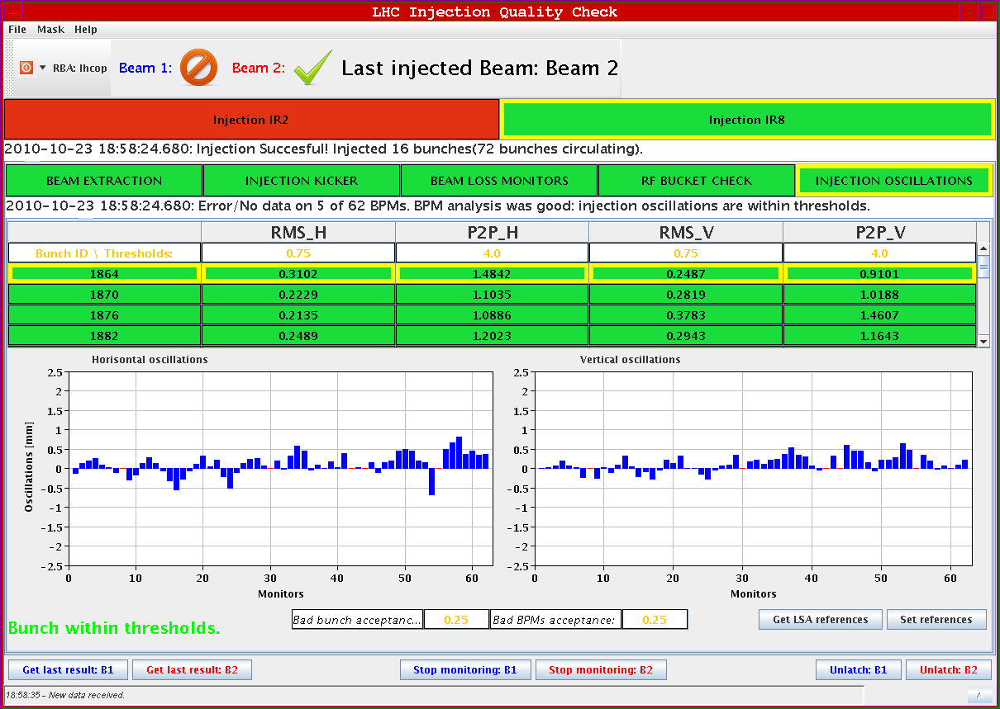 LHC Injection Quality Check
File Mask Help
RBA: lhcop Beam 1: Beam 2: Last injected Beam: Beam 2
Injection IR2 Injection IR8
2010-10-23 18:58:24.680: Injection Succesful! Injected 16 bunches(72 bunches circulating).
BEAM EXTRACTION INJECTION KICKER BEAM LOSS MONITORS RF BUCKET CHECK INJECTION OSCILLATIONS
2010-10-23 18:58:24.680: Error/No data on 5 of 62 BPMs. BPM analysis was good: injection oscillations are within thresholds.
RMS_H P2P_H RMS_V P2P_V
Bunch ID \ Thresholds: 0.75 4.0 0.75 4.0
1864 0.3102 1.4842 0.2487 0.9101
1870 0.2229 1.1035 0.2819 1.0188
1876 0.2135 1.0886 0.3783 1.4607
1882 0.2489 1.2023 0.2943 1.1643
Horisontal oscillations Vertical oscillations
2.5 2.5
2 2
1.5 1.5
1 1
0.5 0.5
0 0
-0.5 -0.5
-1 -1
-1.5 -1.5
-2 -2
-2.5 -2.5
Oscillations [mm]
0 10 20 30 40 50 60 0 10 20 30 40 50 60
Monitors Monitors
Bad bunch acceptanc... 0.25 Bad BPMs acceptance: 0.25 Get LSA references Set references
Bunch within thresholds.
Get last result: B1 Get last result: B2 Stop monitoring: B1 Stop monitoring: B2 Unlatch: B1 Unlatch: B2
18:58:35 - New data received. /